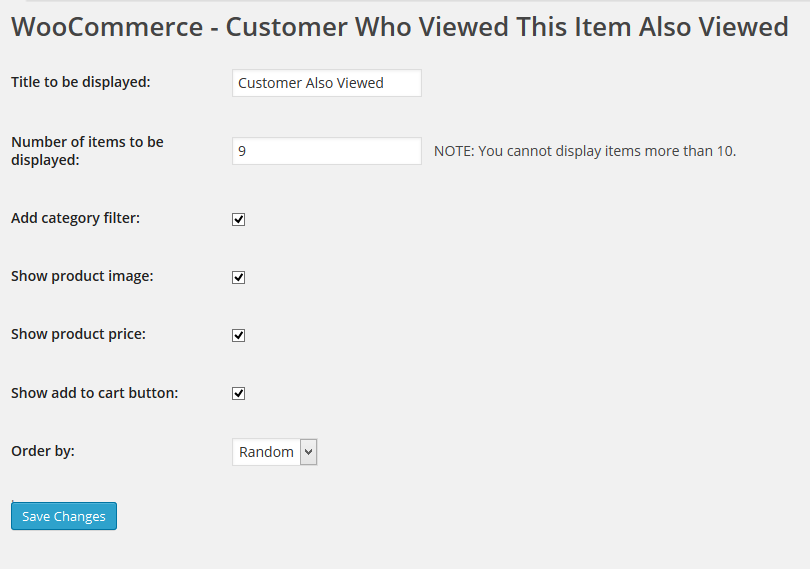 WooCommerce - Customer Who Viewed This Item Also Viewed
Title to be displayed:
Customer Also Viewed
Number of items to be
displayed:
9
NOTE: You cannot display items more than 10.
Add category filter:
Show product image:
Show product price:
Show add to cart button:
Order by:
Random
Save Changes